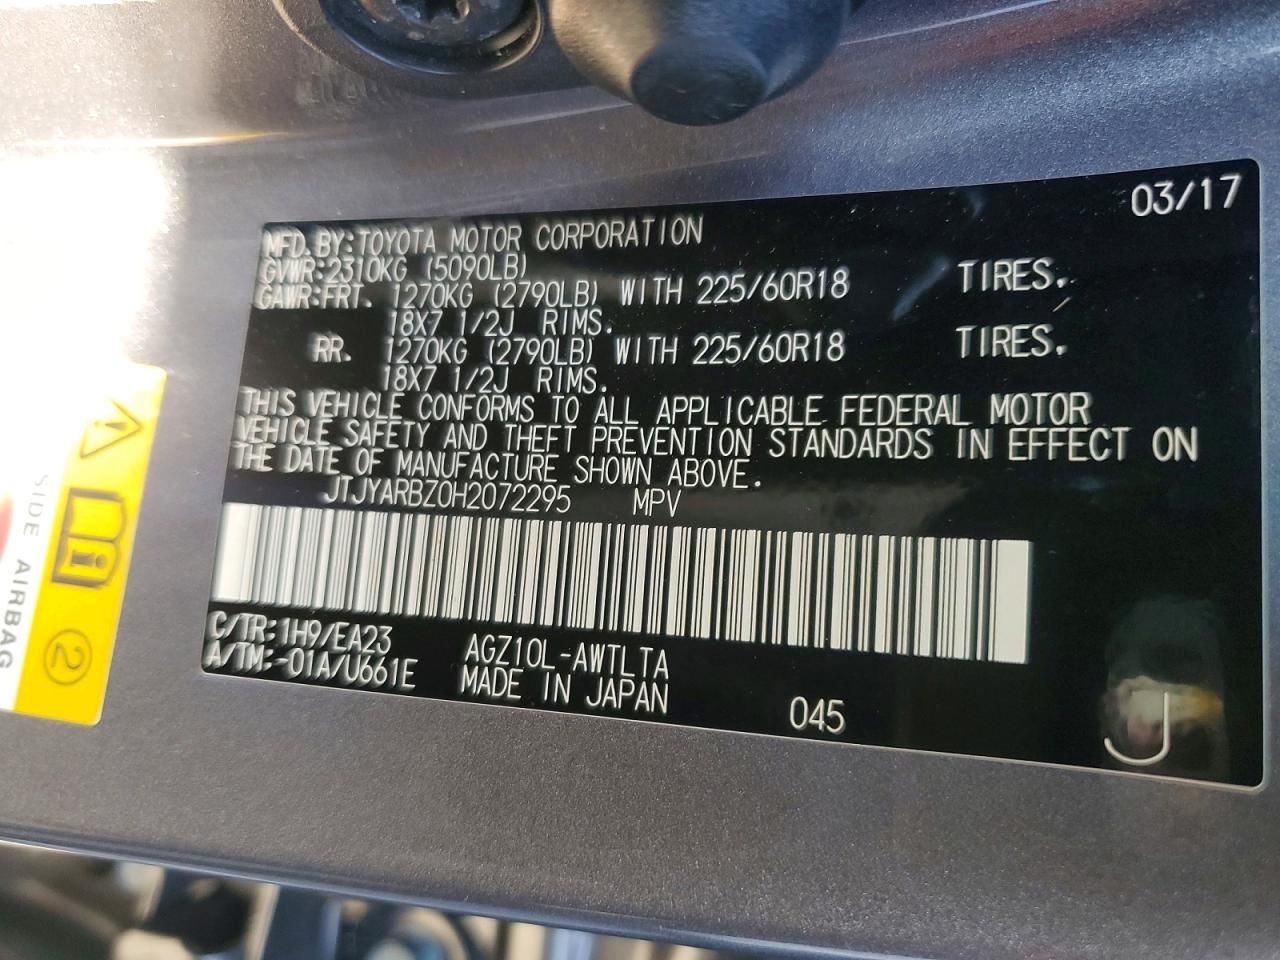 03/17
MFD. BY:TOYOTA MOTOR CORPORATION
GVWR:2310KG (5090LB)
GAWR:FRT. 1270KG (2790LB) WITH 225/60R18 TIRES.
18X7 1/2J RIMS.
RR. 1270KG (2790LB) WITH 225/60R18 TIRES.
18X7 1/2J RIMS.
THIS VEHICLE CONFORMS TO ALL APPLICABLE FEDERAL MOTOR
VEHICLE SAFETY AND THEFT PREVENTION STANDARDS IN EFFECT ON
THE DATE OF MANUFACTURE SHOWN ABOVE.
JTJYARBZ0H2072295 MPV
C/TR:1H9/EA23 AGZ10L-AWTLTA
A/TM:-01A/U661E MADE IN JAPAN
045
J
SIDE AIRBAG
2